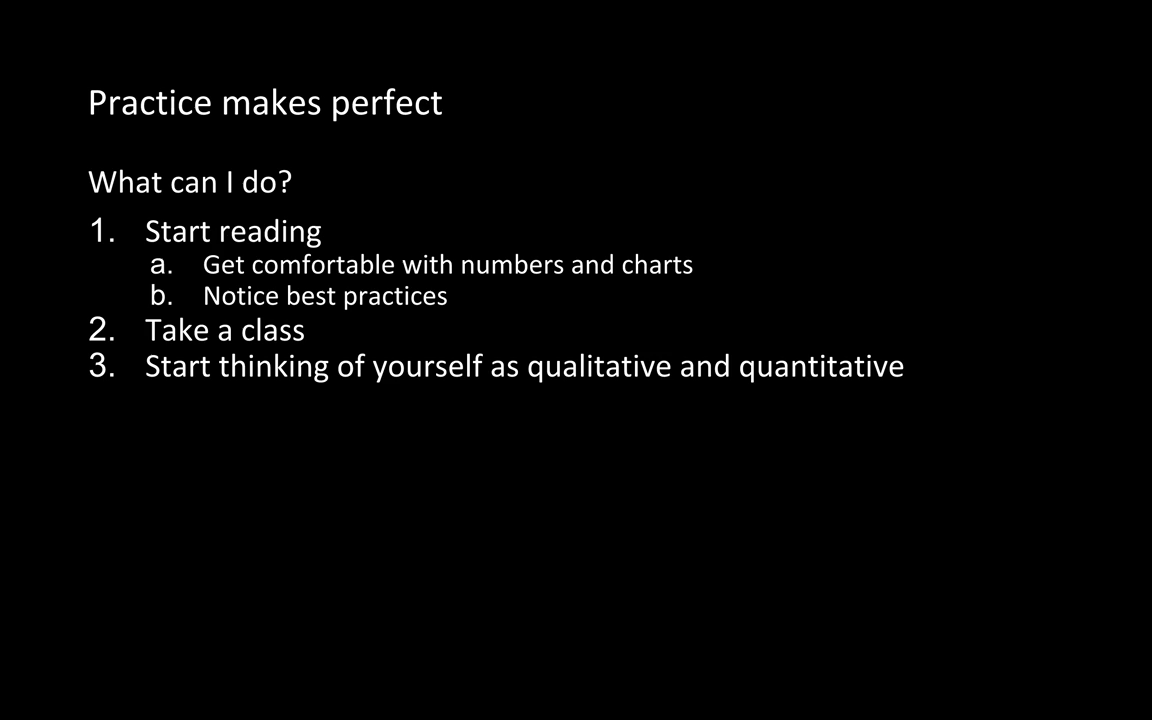 Practice makes perfect
What can I do?
1. Start reading
a. Get comfortable with numbers and charts
b. Notice best practices
2. Take a class
3. Start thinking of yourself as qualitative and quantitative